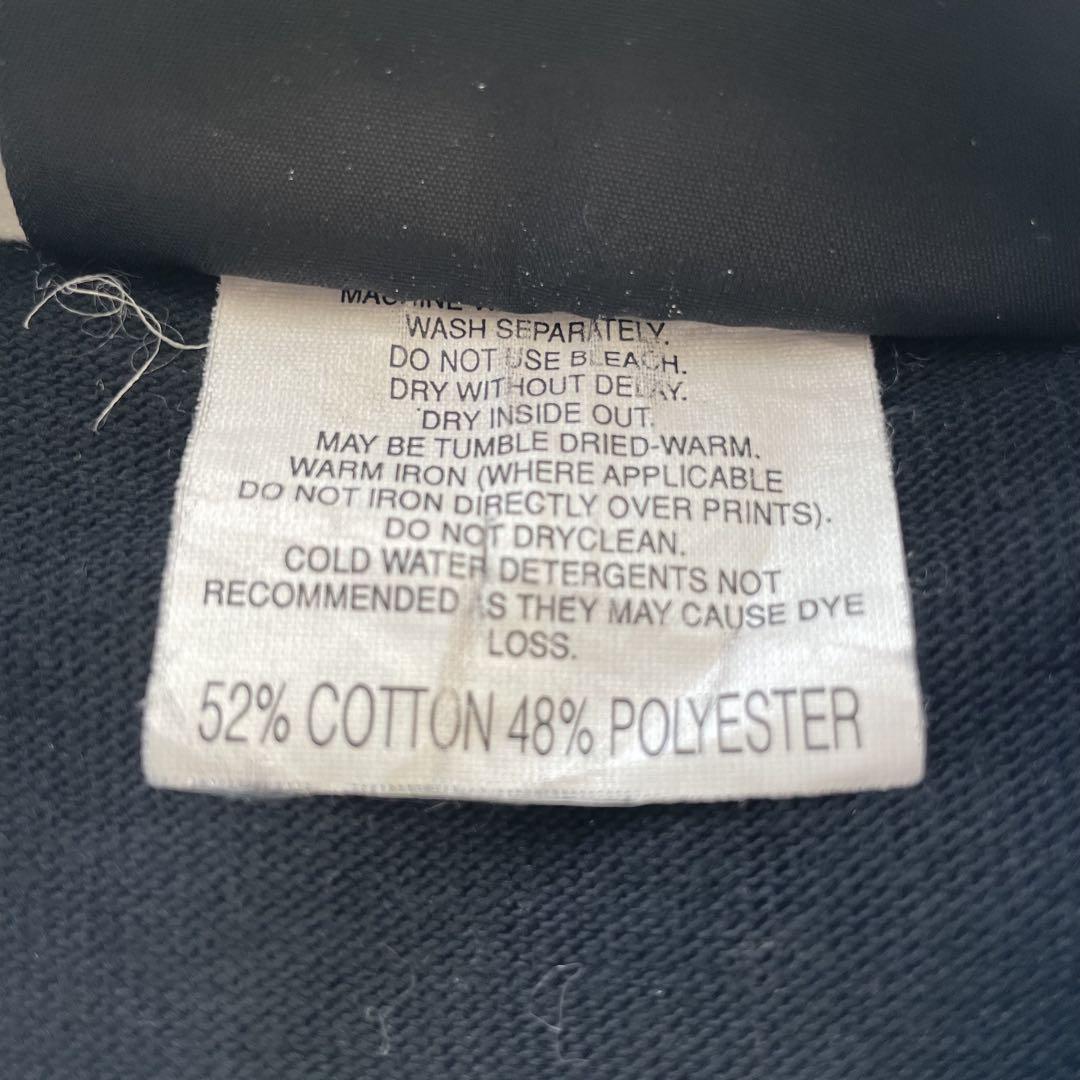 MACHINE
WASH SEPARATELY.
DO NOT USE BLEACH.
DRY WITHOUT DELAY.
DRY INSIDE OUT.
MAY BE TUMBLE DRIED-WARM.
WARM IRON (WHERE APPLICABLE
DO NOT IRON DIRECTLY OVER PRINTS).
DO NOT DRYCLEAN.
COLD WATER DETERGENTS NOT
RECOMMENDED AS THEY MAY CAUSE DYE
LOSS.
52% COTTON 48% POLYESTER